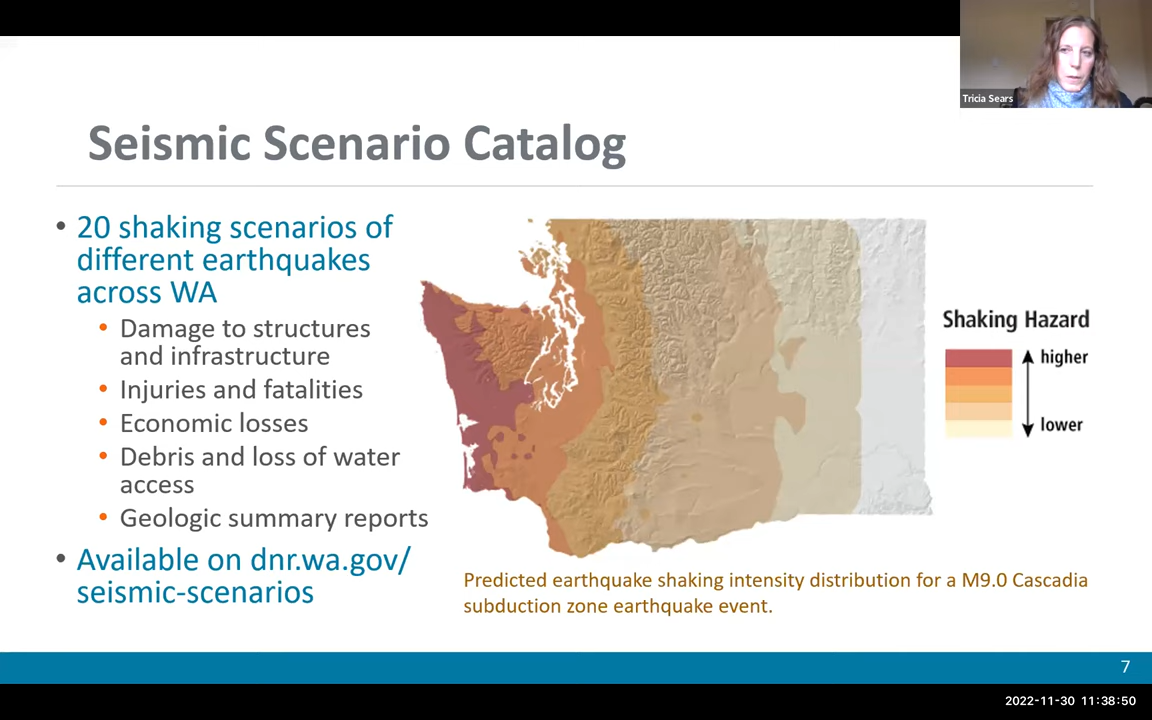 Tricia Sears
Seismic Scenario Catalog
• 20 shaking scenarios of
different earthquakes
across WA
• Damage to structures
and infrastructure
• Injuries and fatalities
• Economic losses
• Debris and loss of water
access
• Geologic summary reports
• Available on dnr.wa.gov/
seismic-scenarios
Shaking Hazard
higher
lower
Predicted earthquake shaking intensity distribution for a M9.0 Cascadia
subduction zone earthquake event.
7
2022-11-30 11:38:50